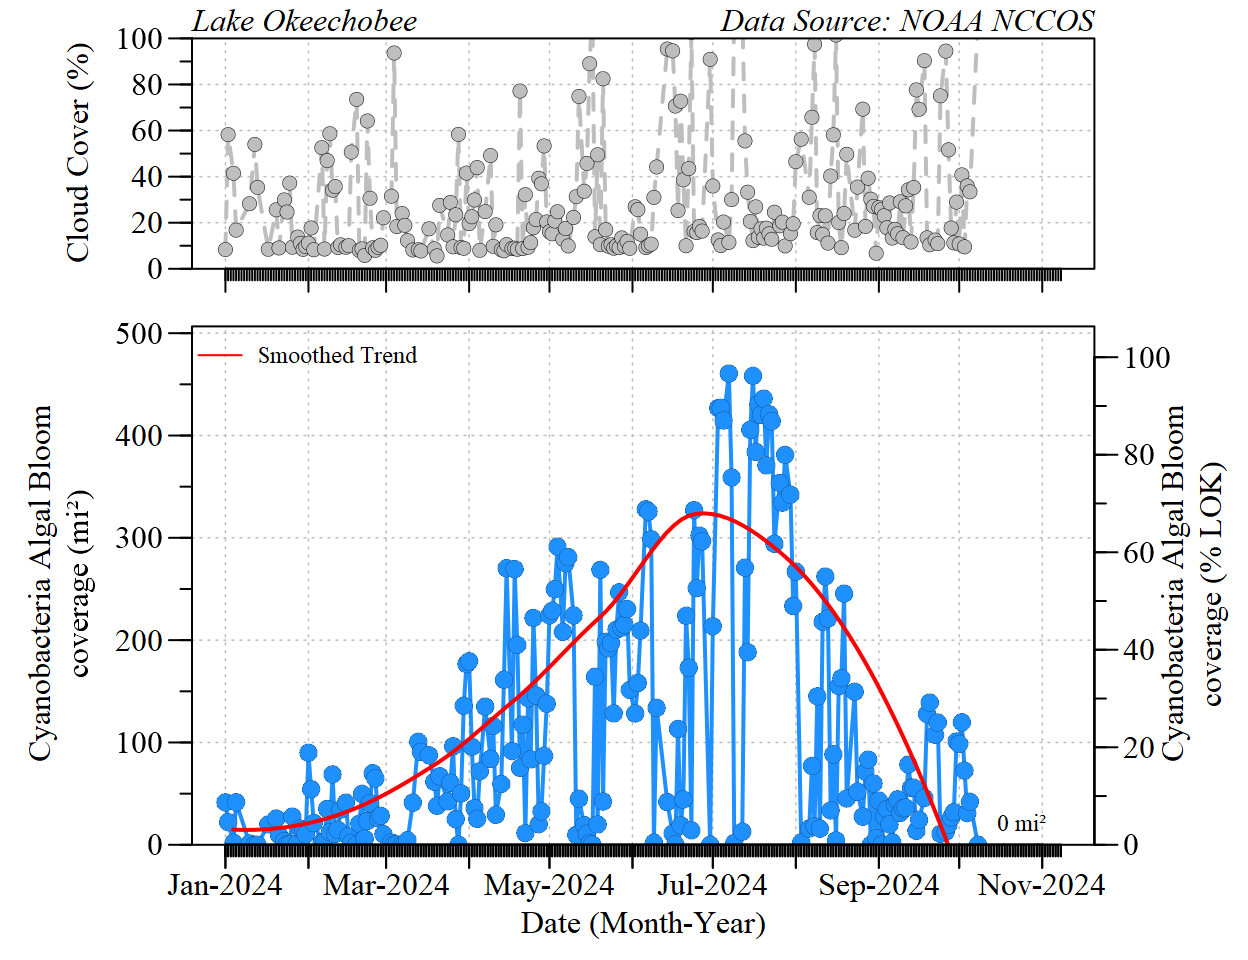 Lake Okeechobee
Data Source: NOAA NCCOS
100
80
60
40
20
0
Cloud Cover (%)
Smoothed Trend
500
400
300
200
100
0
Cyanobacteria Algal Bloom
coverage (mi²)
100
80
60
40
20
0
Cyanobacteria Algal Bloom
coverage (% LOK)
0 mi²
Jan-2024 Mar-2024 May-2024 Jul-2024 Sep-2024 Nov-2024
Date (Month-Year)